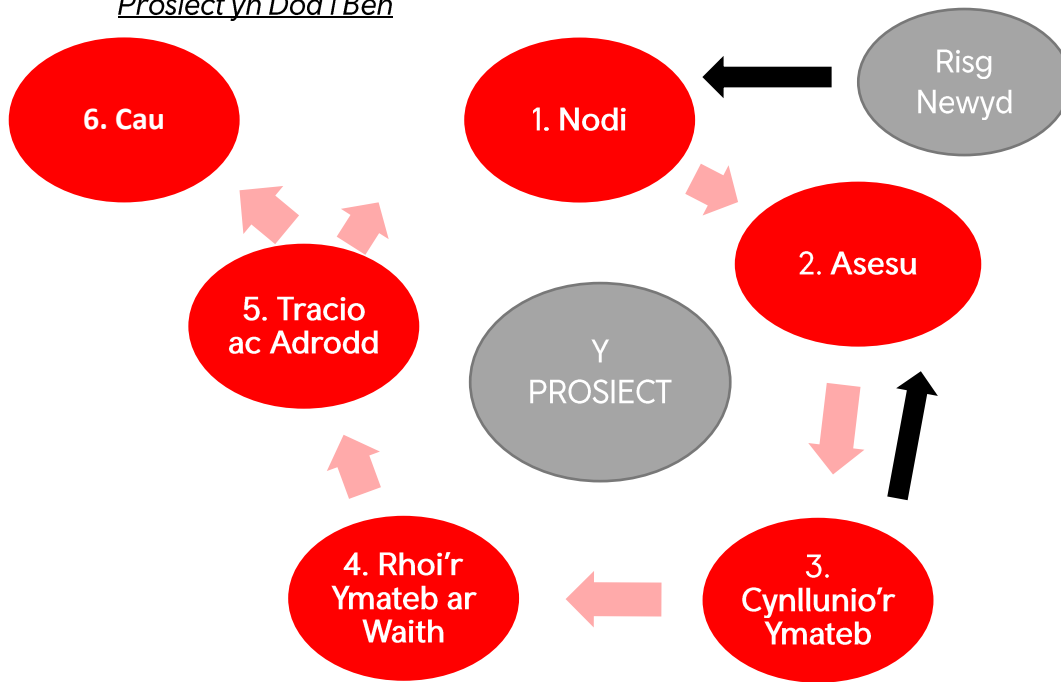 Prosiect yn Dod i Ben
6. Cau
1. Nodi
Risg
Newyd
2. Asesu
5. Tracio
ac Adrodd
Y
PROSIECT
4. Rhoi’r
Ymateb ar
Waith
3.
Cynllunio’r
Ymateb